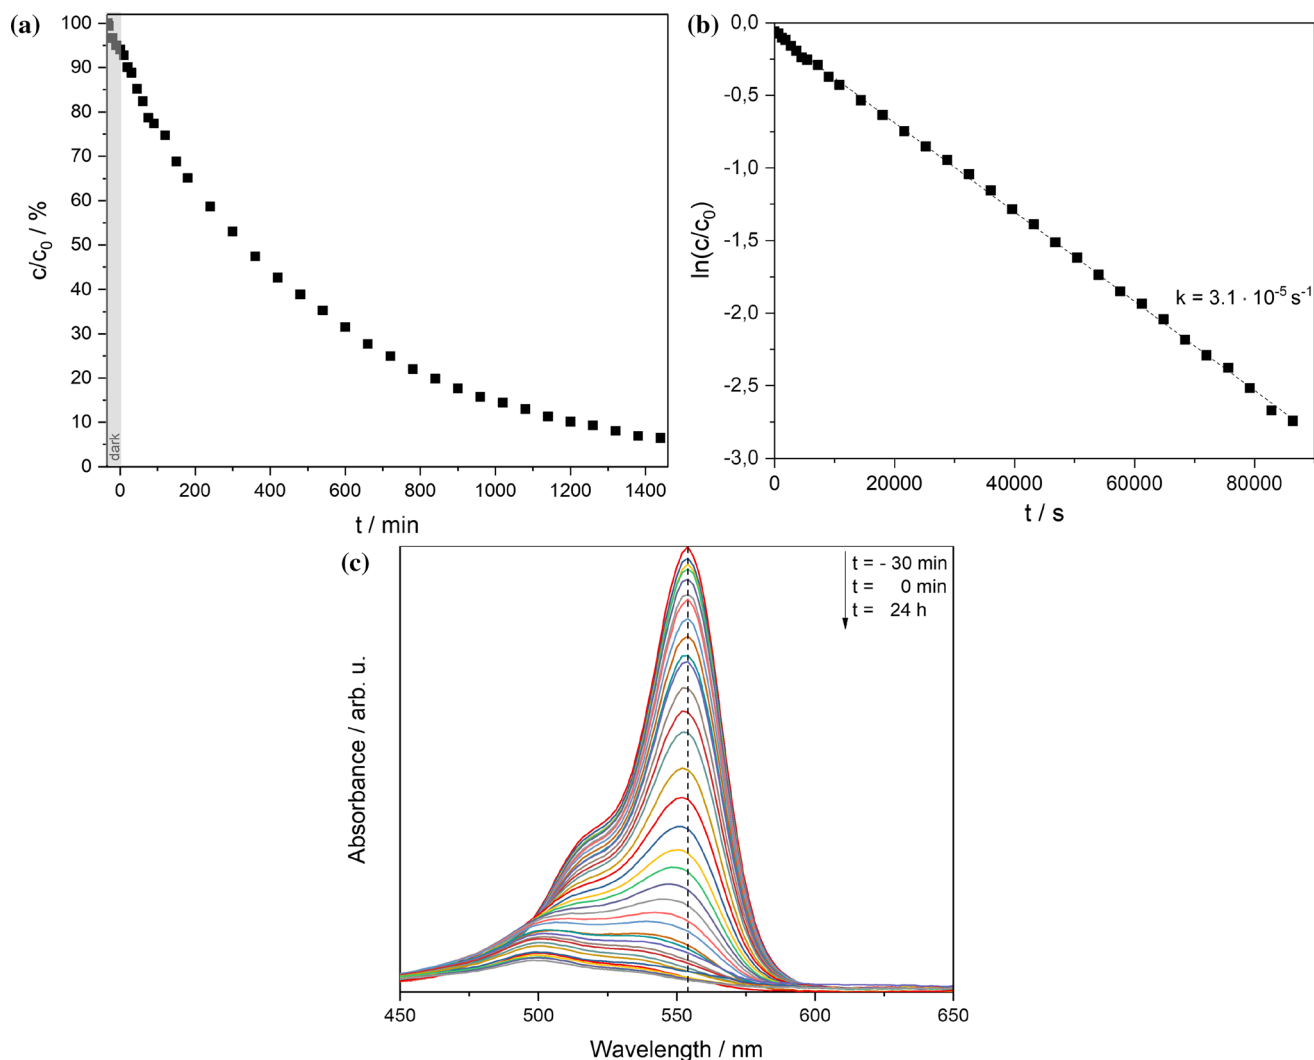 (a)
100
90
80
70
60
50
40
30
20
10
0
c/c₀ / %
dark
0 200 400 600 800 1000 1200 1400
t / min
(b)
0,0
-0,5
-1,0
-1,5
-2,0
-2,5
-3,0
ln(c/c₀)
k = 3.1 · 10⁻⁵ s⁻¹
0 20000 40000 60000 80000
t / s
(c)
t = - 30 min
t = 0 min
t = 24 h
Absorbance / arb. u.
450 500 550 600 650
Wavelength / nm